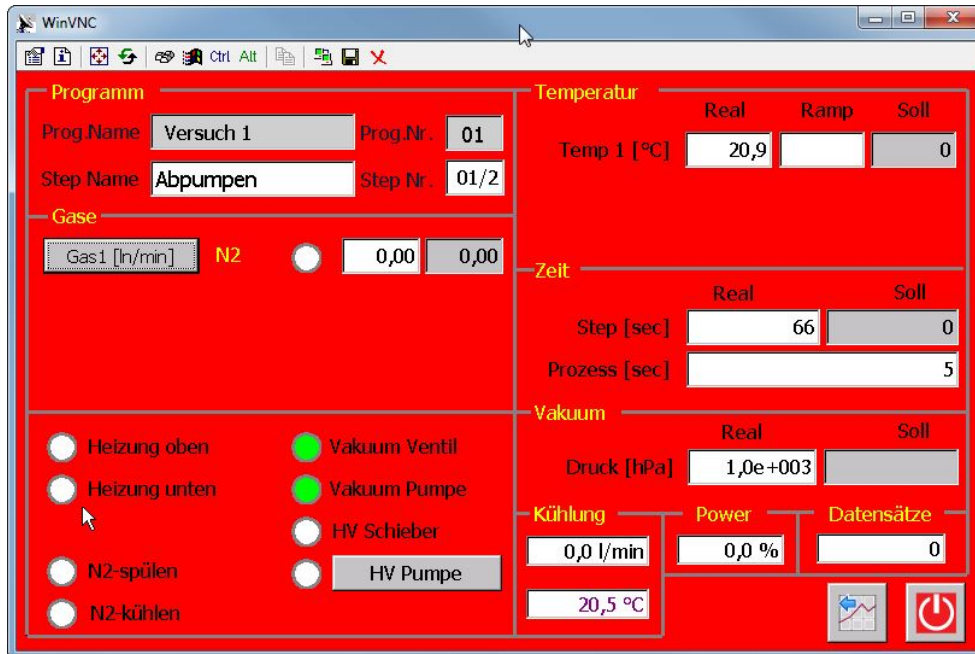 WinVNC
Ctrl Alt
Programm
Prog.Name Versuch 1 Prog.Nr. 01
Step Name Abpumpen Step Nr. 01/2
Gase
Gas1 [ln/min] N2 0,00 0,00
Heizung oben
Heizung unten
N2-spülen
N2-kühlen
Vakuum Ventil
Vakuum Pumpe
HV Schieber
HV Pumpe
Temperatur
Real Ramp Soll
Temp 1 [°C] 20,9 0
Zeit
Real Soll
Step [sec] 66 0
Prozess [sec] 5
Vakuum
Real Soll
Druck [hPa] 1,0e+003
Kühlung
0,0 l/min
20,5 °C
Power
0,0 %
Datensätze
0